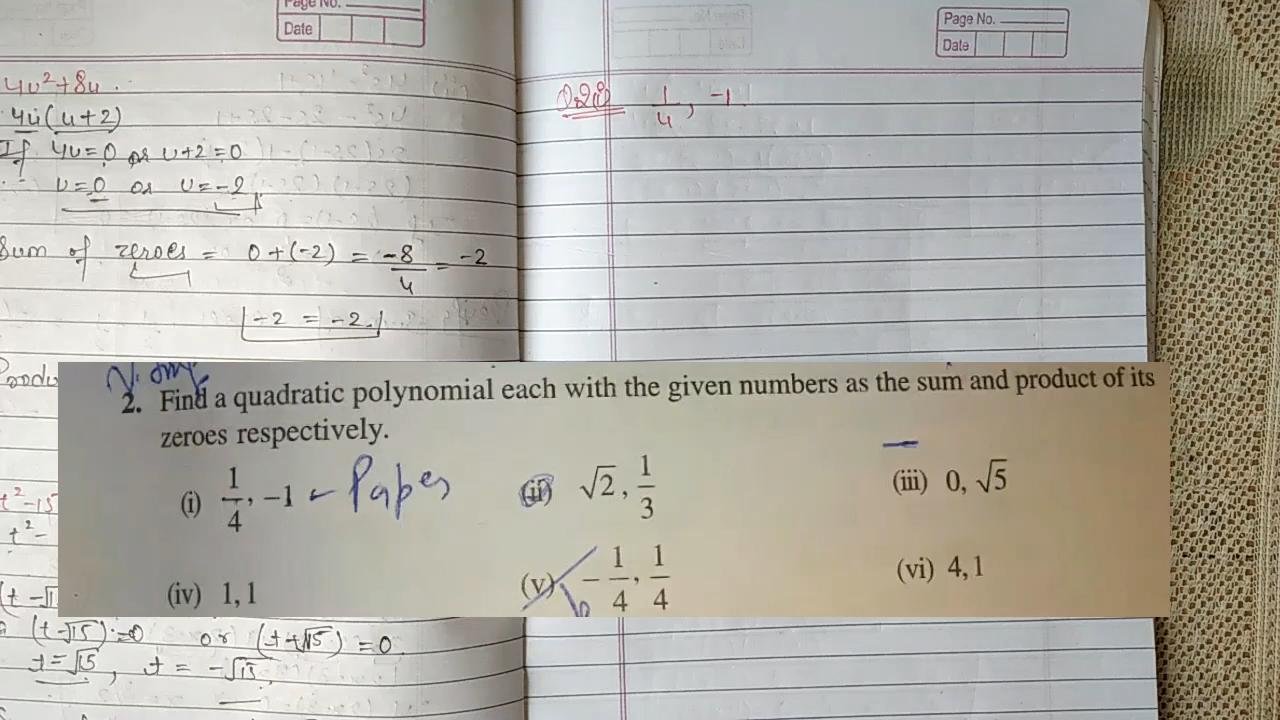 Page No.
Date
4u²+8u.
4u(u+2)
If 4u=0 or u+2=0
u=0 or u=-2
Sum of zeroes = 0+(-2) = -8/4 = -2
-2 = -2
Page No.
Date
Q.2(i) 1/4, -1
2. Find a quadratic polynomial each with the given numbers as the sum and product of its
zeroes respectively.
(i) 1/4, -1 Paper (ii) √2, 1/3 (iii) 0, √5
(iv) 1, 1 (v) -1/4, 1/4 (vi) 4, 1
t²-15
t²-
(t-√15)=0 or (t+√15)=0.
t=√15, t = -√15